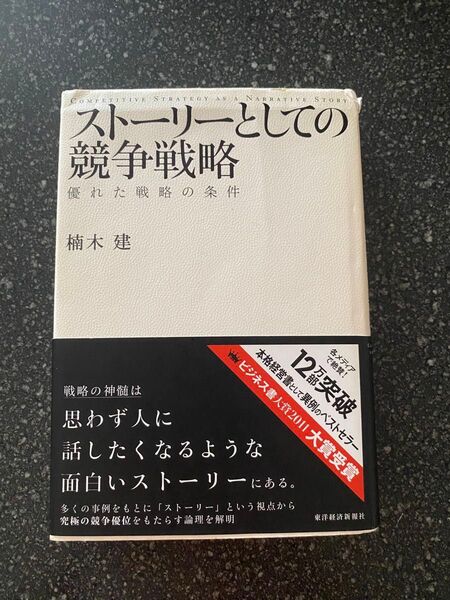 COMPETITIVE STRATEGY AS A NARRATIVE STORY
ストーリーとしての
競争戦略
優れた戦略の条件
楠木 建
各メディア
で絶賛!
12万部突破
本格経営書として異例のベストセラー
ビジネス書大賞2011 大賞受賞
戦略の神髄は
思わず人に
話したくなるような
面白いストーリーにある。
多くの事例をもとに「ストーリー」という視点から
究極の競争優位をもたらす論理を解明
東洋経済新報社